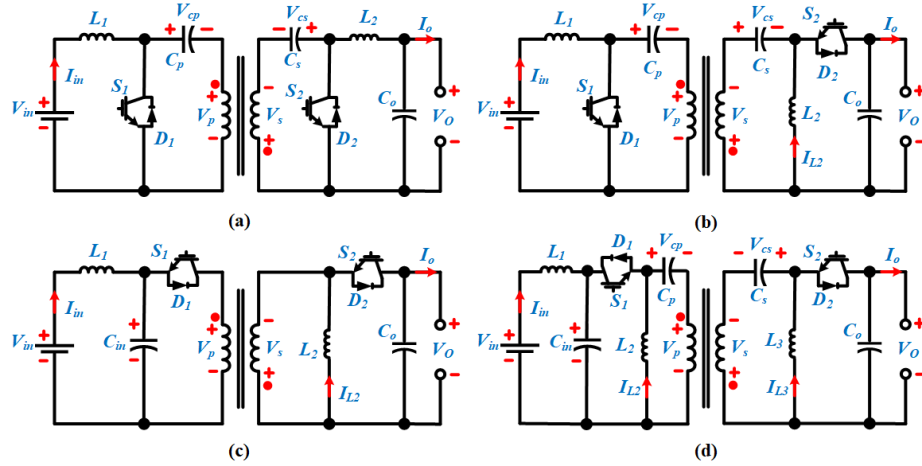 L1 Vcp + − Cp − Vcs + Cs L2 Io
Iin S1 S2 Co
Vin + − D1 Vp − Vs + D2 + VO −
(a)
L1 Vcp + − Cp − Vcs + Cs S2 D2 Io
Iin S1 L2 Co
Vin + − D1 Vp − Vs + IL2 + VO −
(b)
L1 S1 D1 S2 D2 Io
Iin Cin + − Co
Vin + − Vp − Vs + L2 IL2 + VO −
(c)
L1 D1 S1 Vcp + − Cp − Vcs + Cs S2 D2 Io
Iin Cin + − L2 L3 Co
Vin + − Vp − Vs + IL2 IL3 + VO −
(d)